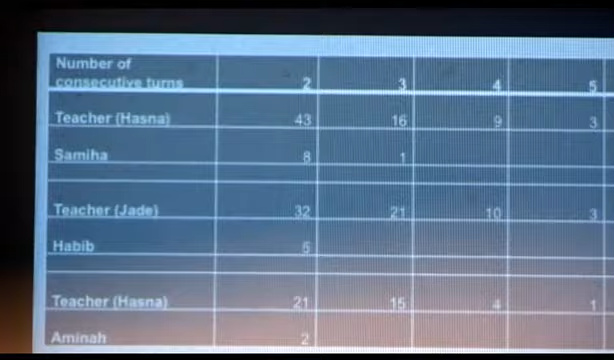 Number of
consecutive turns 2 3 4 5
Teacher (Hasna) 43 16 9 3
Samiha 8 1
Teacher (Jade) 32 21 10 3
Habib 5
Teacher (Hasna) 21 15 4 1
Aminah 2